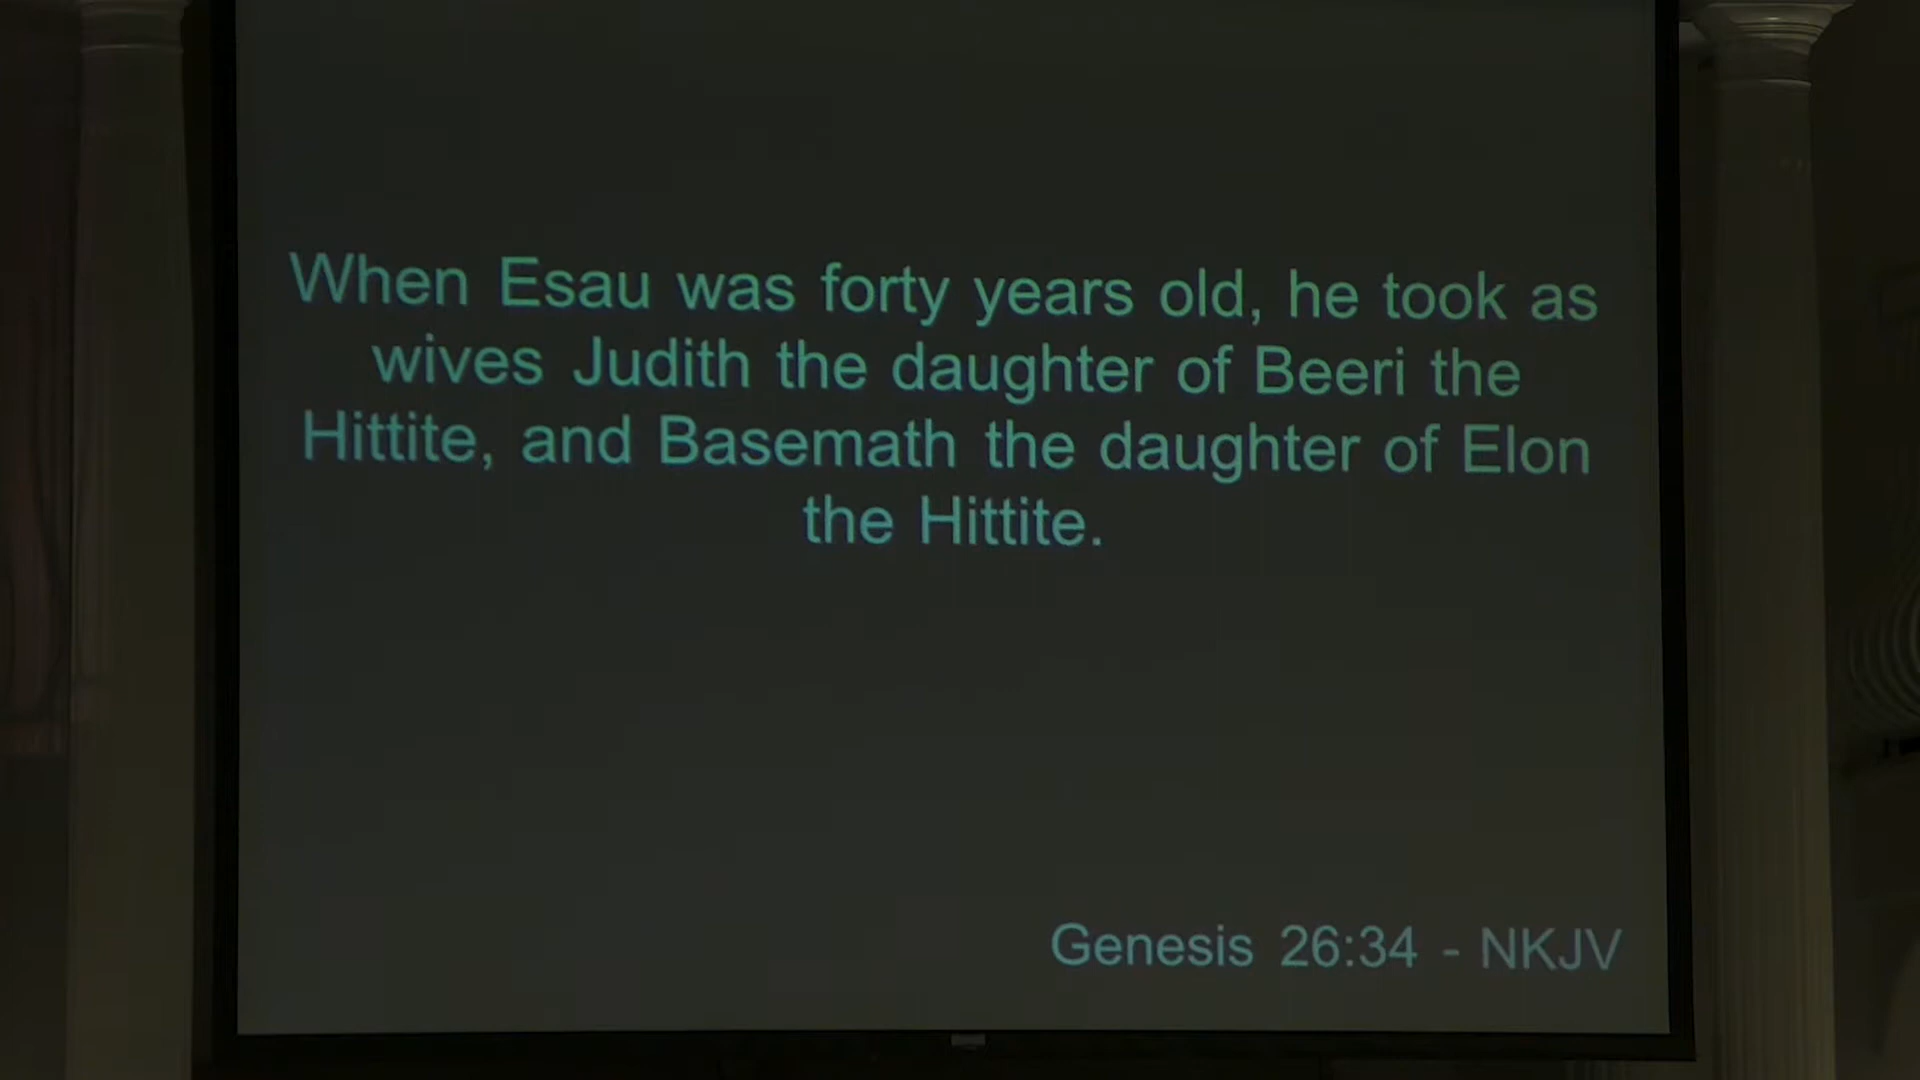 When Esau was forty years old, he took as
wives Judith the daughter of Beeri the
Hittite, and Basemath the daughter of Elon
the Hittite.
Genesis 26:34 - NKJV